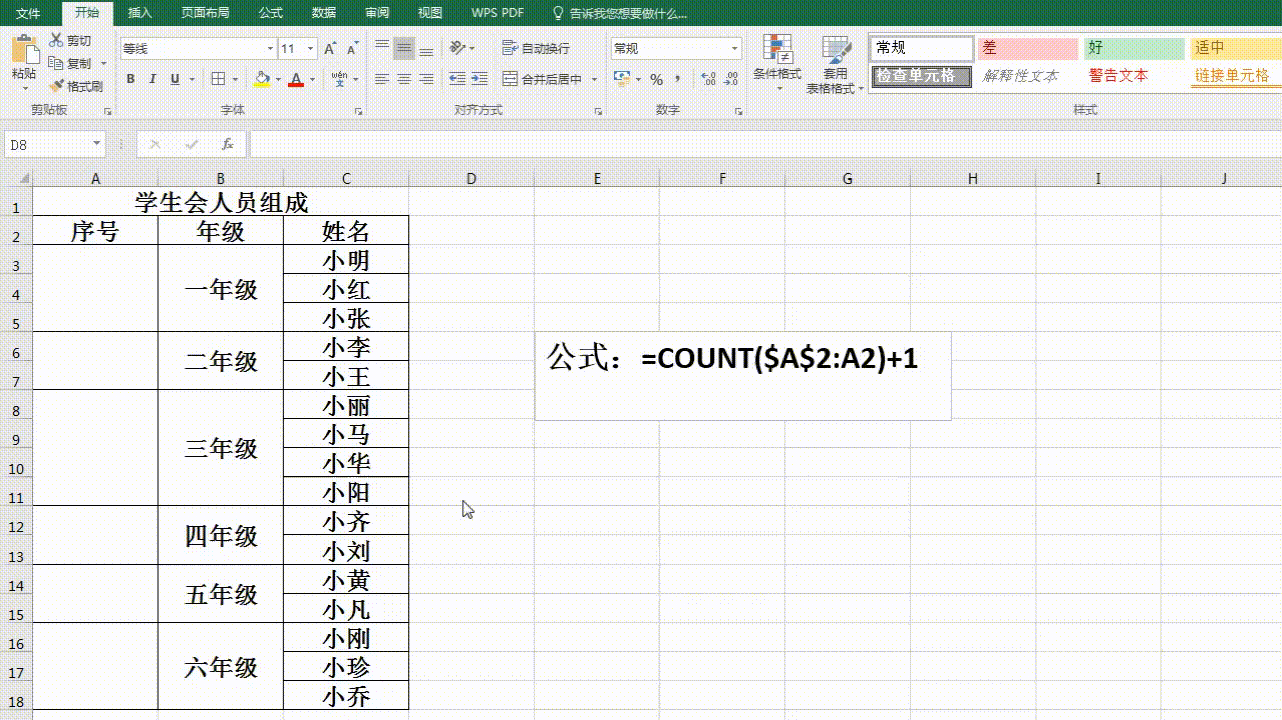 文件 开始 插入 页面布局 公式 数据 审阅 视图 WPS PDF 告诉我您想要做什么...
粘贴
剪切
复制
格式刷
剪贴板
等线 11
B I U A wén
字体
自动换行
合并后居中
对齐方式
常规
%
数字
条件格式
套用
表格格式
常规 差 好 适中
检查单元格 解释性文本 警告文本 链接单元格
样式
D8 fx
A B C D E F G H I J
1 学生会人员组成
2 序号 年级 姓名
3 小明
4 一年级 小红
5 小张
6 二年级 小李
7 小王
8 小丽
9 三年级 小马
10 小华
11 小阳
12 四年级 小齐
13 小刘
14 五年级 小黄
15 小凡
16 小刚
17 六年级 小珍
18 小乔
公式：=COUNT($A$2:A2)+1